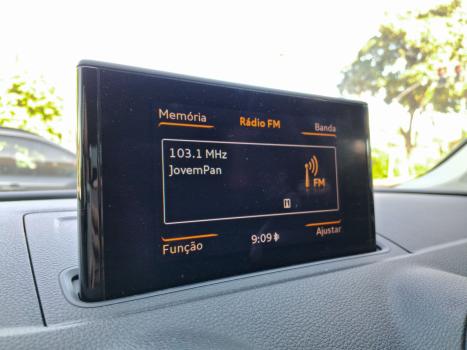 Memória
Rádio FM
Banda
103.1 MHz
JovemPan
FM
Função
9:09
Ajustar